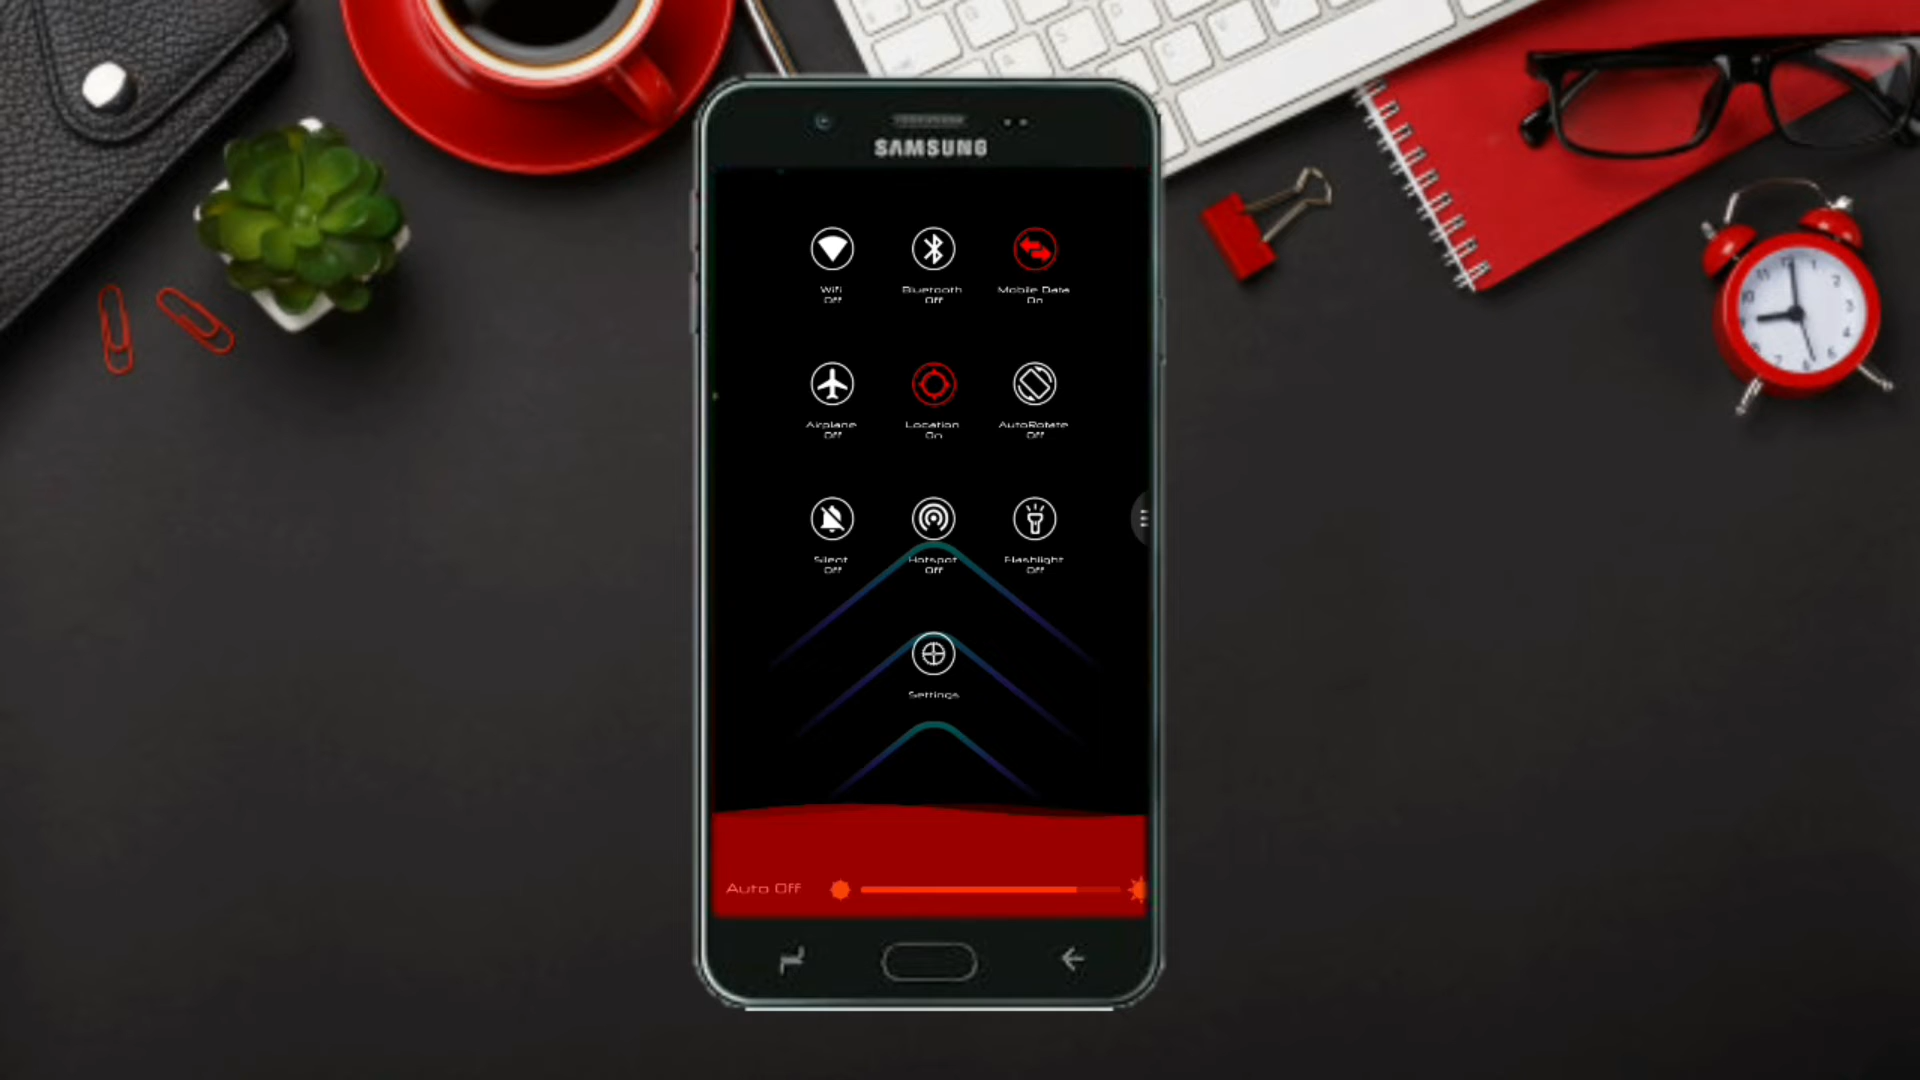 SAMSUNG
Wifi
Off
Bluetooth
Off
Mobile Data
On
Airplane
Off
Location
On
AutoRotate
Off
Silent
Off
Hotspot
Off
Flashlight
Off
Settings
Auto Off